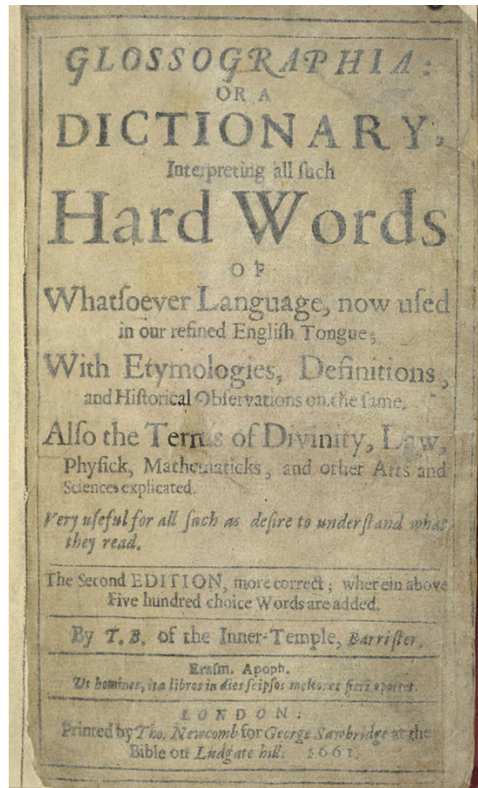 GLOSSOGRAPHIA:
OR A
DICTIONARY,
Interpreting all ſuch
Hard Words
OF
Whatſoever Language, now uſed
in our refined Engliſh Tongue;
With Etymologies, Definitions,
and Hiſtorical Obſervations on the ſame.
Alſo the Terms of Divinity, Law,
Phyſick, Mathematicks, and other Arts and
Sciences explicated.
Very uſeful for all ſuch as deſire to underſtand what
they read.
The Second EDITION, more correct; wherein above
Five hundred choice Words are added.
By T. B. of the Inner-Temple, Barriſter.
Eraſm. Apoph.
Ut homines, ita libros in dies ſeipſos meliores fieri oportet.
LONDON:
Printed by Tho. Newcomb for George Sawbridge at the
Bible on Ludgate hill: 1661.